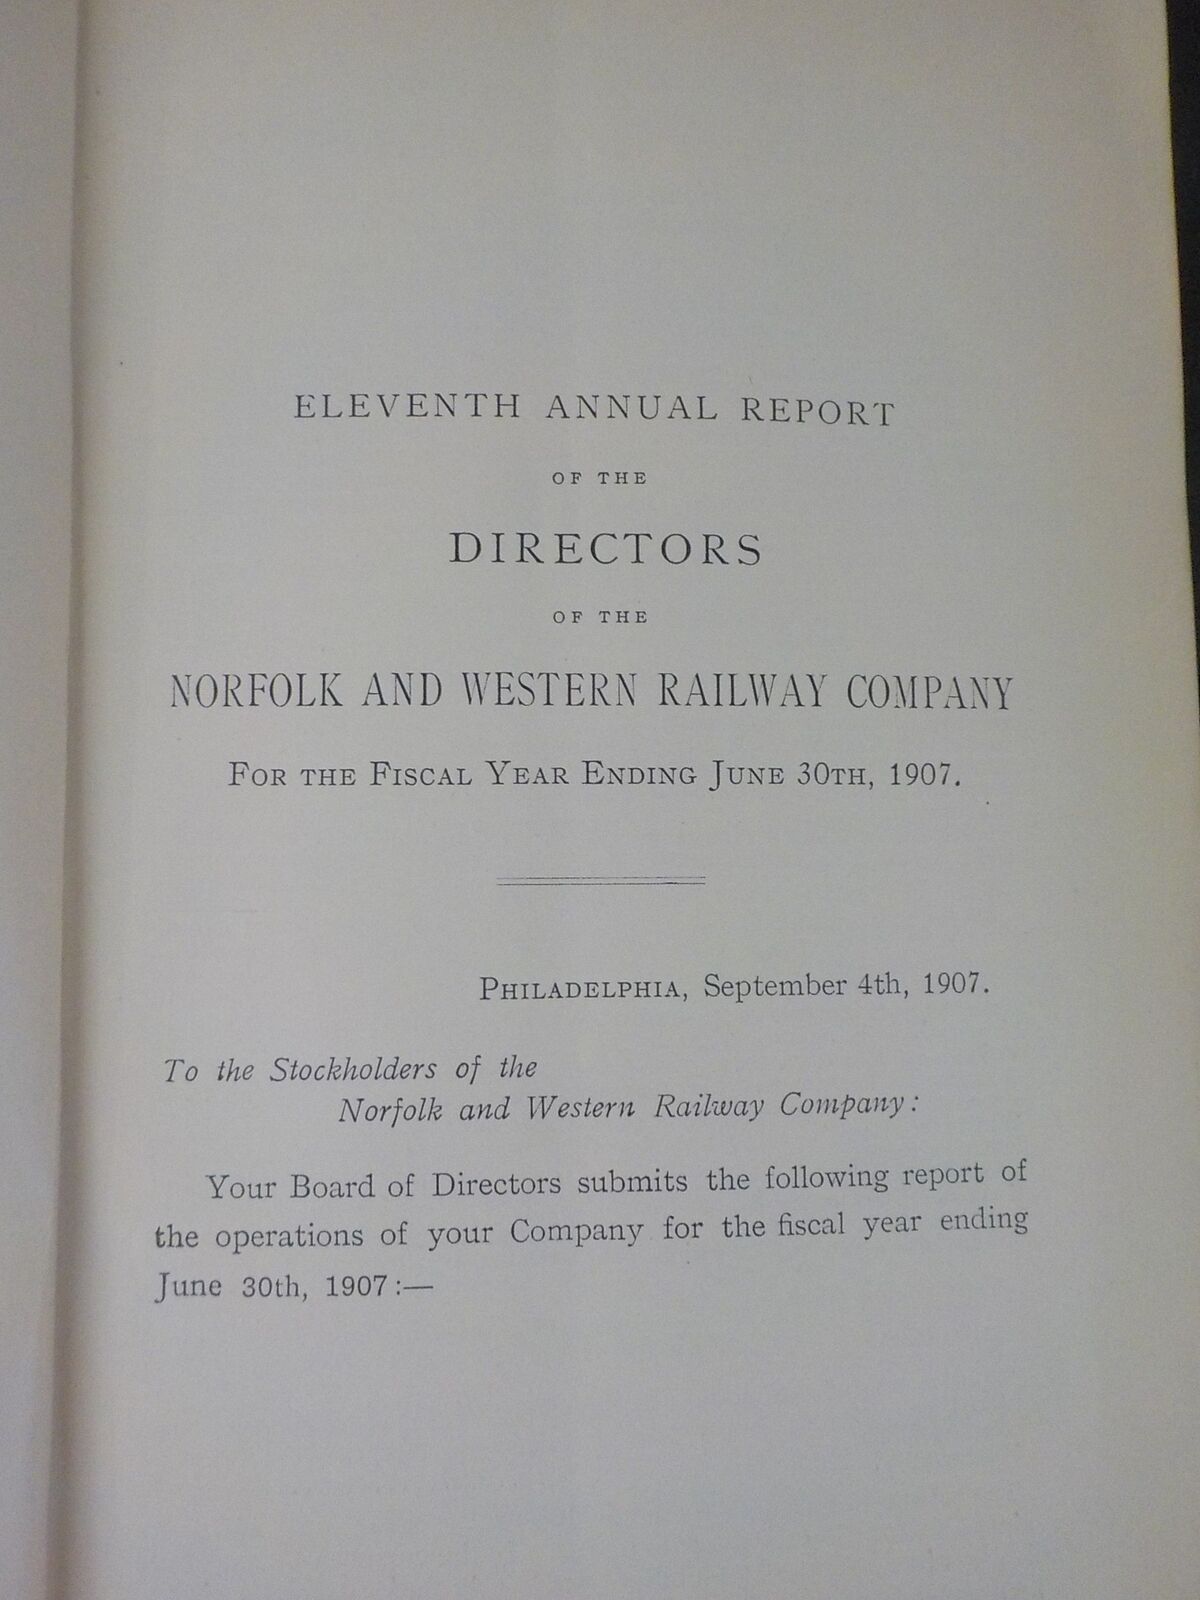 ELEVENTH ANNUAL REPORT
OF THE
DIRECTORS
OF THE
NORFOLK AND WESTERN RAILWAY COMPANY
FOR THE FISCAL YEAR ENDING JUNE 30TH, 1907.
PHILADELPHIA, September 4th, 1907.
To the Stockholders of the
Norfolk and Western Railway Company:
Your Board of Directors submits the following report of
the operations of your Company for the fiscal year ending
June 30th, 1907:—